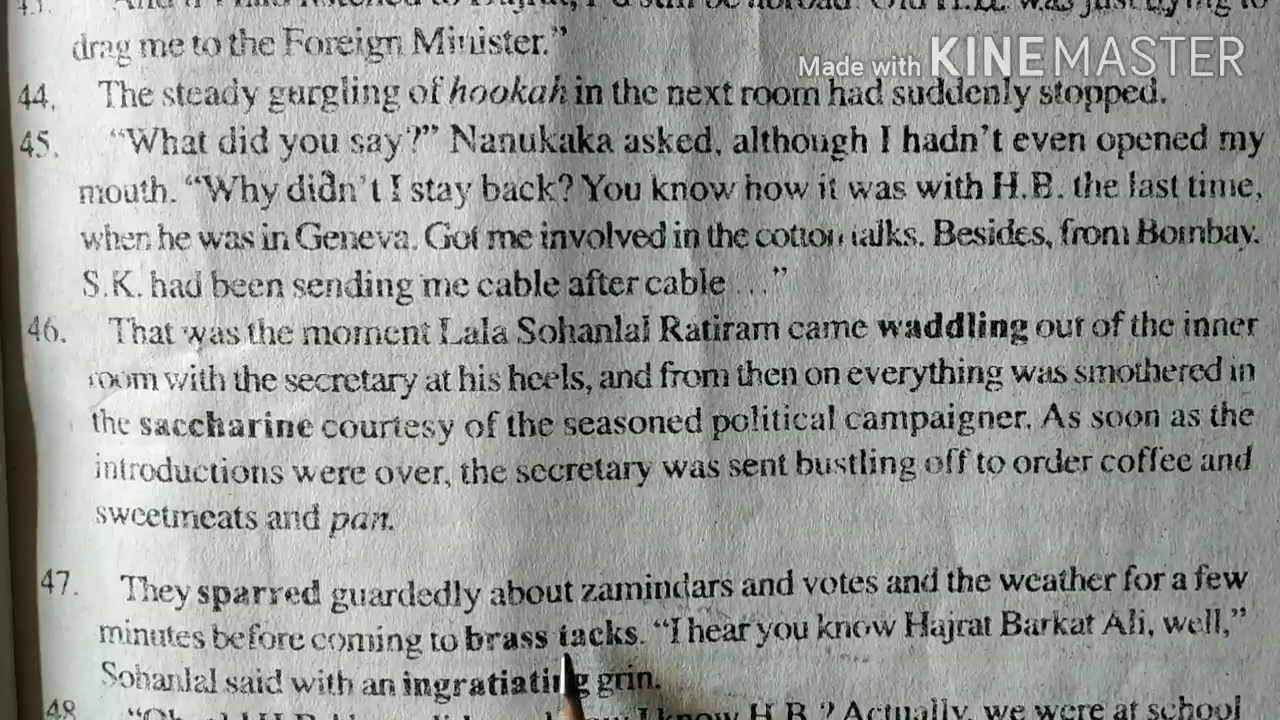 drag me to the Foreign Minister.”
Made with KINEMASTER
44. The steady gurgling of hookah in the next room had suddenly stopped.
45. “What did you say?” Nanukaka asked, although I hadn’t even opened my
mouth. “Why didn’t I stay back? You know how it was with H.B. the last time,
when he was in Geneva. Got me involved in the cotton talks. Besides, from Bombay.
S.K. had been sending me cable after cable ...”
46. That was the moment Lala Sohanlal Ratiram came waddling out of the inner
room with the secretary at his heels, and from then on everything was smothered in
the saccharine courtesy of the seasoned political campaigner. As soon as the
introductions were over, the secretary was sent bustling off to order coffee and
sweetmeats and pan.
47. They sparred guardedly about zamindars and votes and the weather for a few
minutes before coming to brass tacks. “I hear you know Hajrat Barkat Ali, well,”
Sohanlal said with an ingratiating grin.
48 I know H.B.? Actually, we were at school